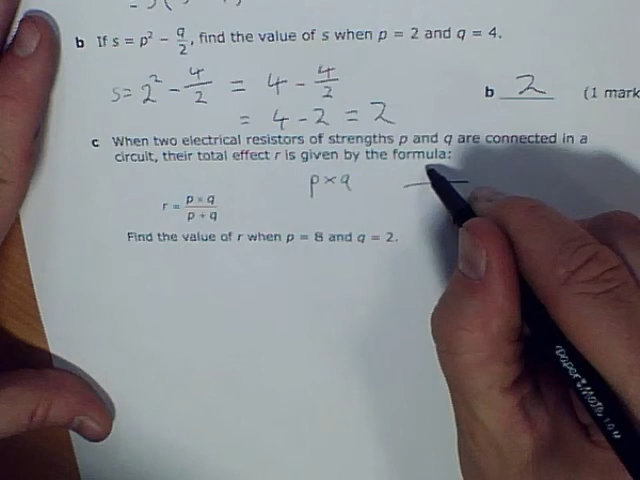 b If s = p² − q/2, find the value of s when p = 2 and q = 4.
s = 2² − 4/2 = 4 − 4/2
= 4 − 2 = 2
b 2 (1 mark
c When two electrical resistors of strengths p and q are connected in a
circuit, their total effect r is given by the formula:
p × q
r = p × q / p + q
Find the value of r when p = 8 and q = 2.
paper mate